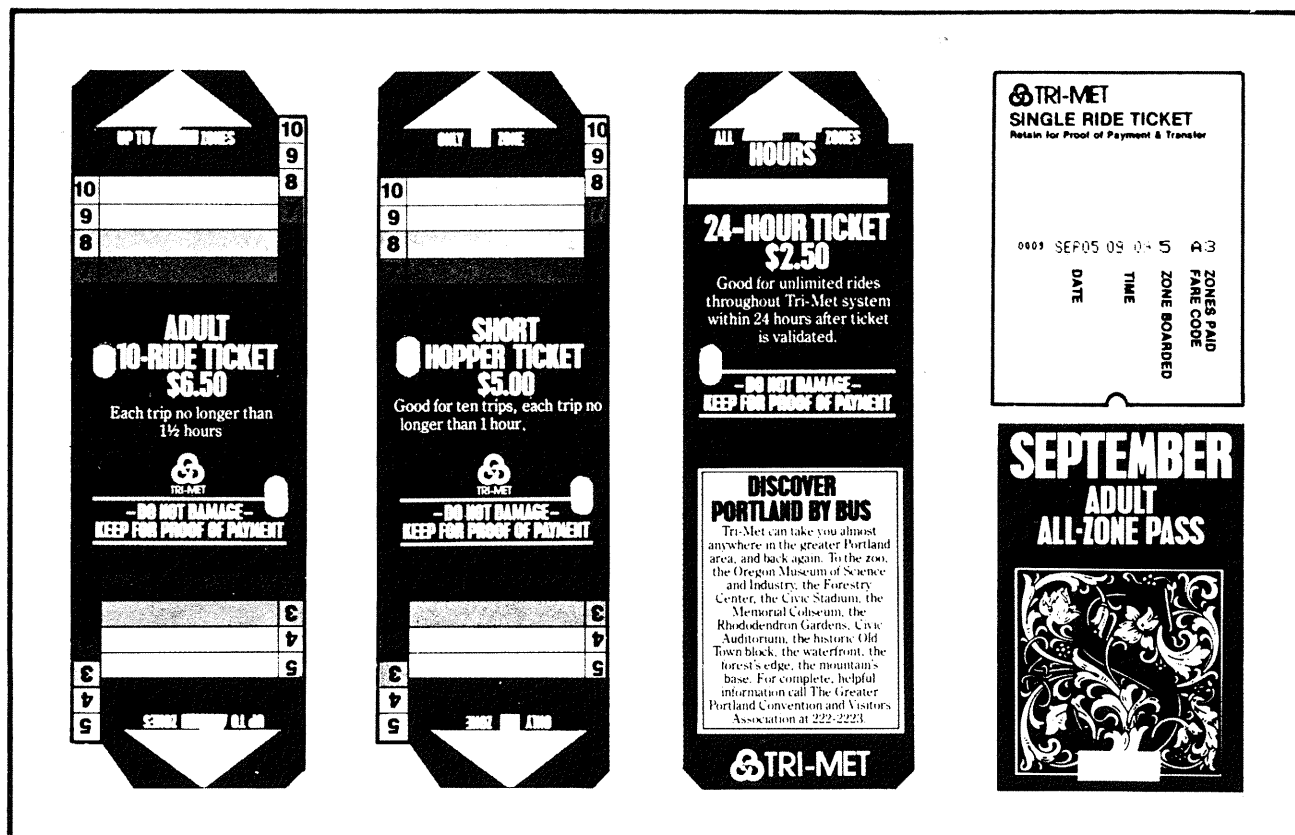 UP TO ZONES
10
9
8
10
9
8
ADULT
10-RIDE TICKET
$6.50
Each trip no longer than
1½ hours
TRI-MET
– DO NOT DAMAGE –
KEEP FOR PROOF OF PAYMENT
3
4
5
3
4
5
UP TO ZONES
ONLY ZONE
10
9
8
10
9
8
SHORT
HOPPER TICKET
$5.00
Good for ten trips, each trip no
longer than 1 hour.
TRI-MET
– DO NOT DAMAGE –
KEEP FOR PROOF OF PAYMENT
3
4
5
3
4
5
ONLY ZONE
ALL ZONES
HOURS
24-HOUR TICKET
$2.50
Good for unlimited rides
throughout Tri-Met system
within 24 hours after ticket
is validated.
– DO NOT DAMAGE –
KEEP FOR PROOF OF PAYMENT
DISCOVER
PORTLAND BY BUS
Tri-Met can take you almost
anywhere in the greater Portland
area, and back again. To the zoo,
the Oregon Museum of Science
and Industry, the Forestry
Center, the Civic Stadium, the
Memorial Coliseum, the
Rhododendron Gardens, Civic
Auditorium, the historic Old
Town block, the waterfront, the
forest's edge, the mountain's
base. For complete, helpful
information call The Greater
Portland Convention and Visitors
Association at 222-2223.
TRI-MET
TRI-MET
SINGLE RIDE TICKET
Retain for Proof of Payment & Transfer
SEP05 09 5 A3
DATE
TIME
ZONE BOARDED
FARE CODE
ZONES PAID
SEPTEMBER
ADULT
ALL-ZONE PASS